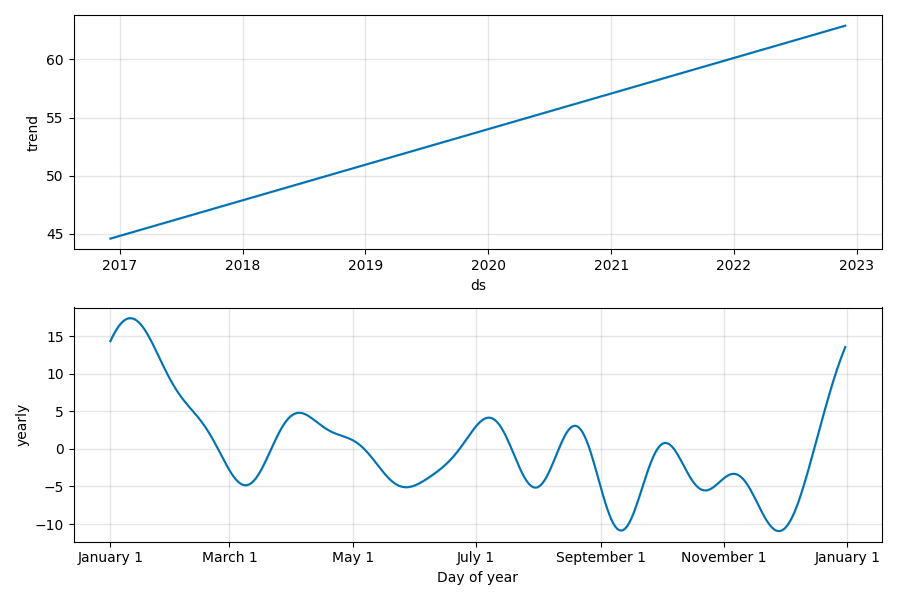 60
55
50
45
trend
2017 2018 2019 2020 2021 2022 2023
ds
15
10
5
0
−5
−10
yearly
January 1 March 1 May 1 July 1 September 1 November 1 January 1
Day of year